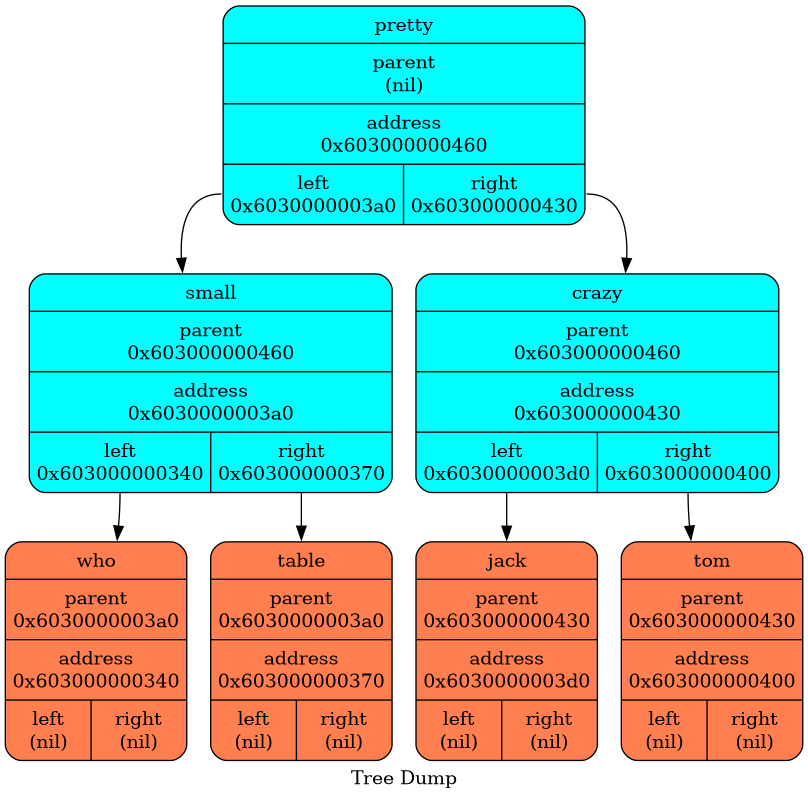 pretty
parent
(nil)
address
0x603000000460
left
0x6030000003a0
right
0x603000000430
small
parent
0x603000000460
address
0x6030000003a0
left
0x603000000340
right
0x603000000370
crazy
parent
0x603000000460
address
0x603000000430
left
0x6030000003d0
right
0x603000000400
who
parent
0x6030000003a0
address
0x603000000340
left
(nil)
right
(nil)
table
parent
0x6030000003a0
address
0x603000000370
left
(nil)
right
(nil)
jack
parent
0x603000000430
address
0x6030000003d0
left
(nil)
right
(nil)
tom
parent
0x603000000430
address
0x603000000400
left
(nil)
right
(nil)
Tree Dump